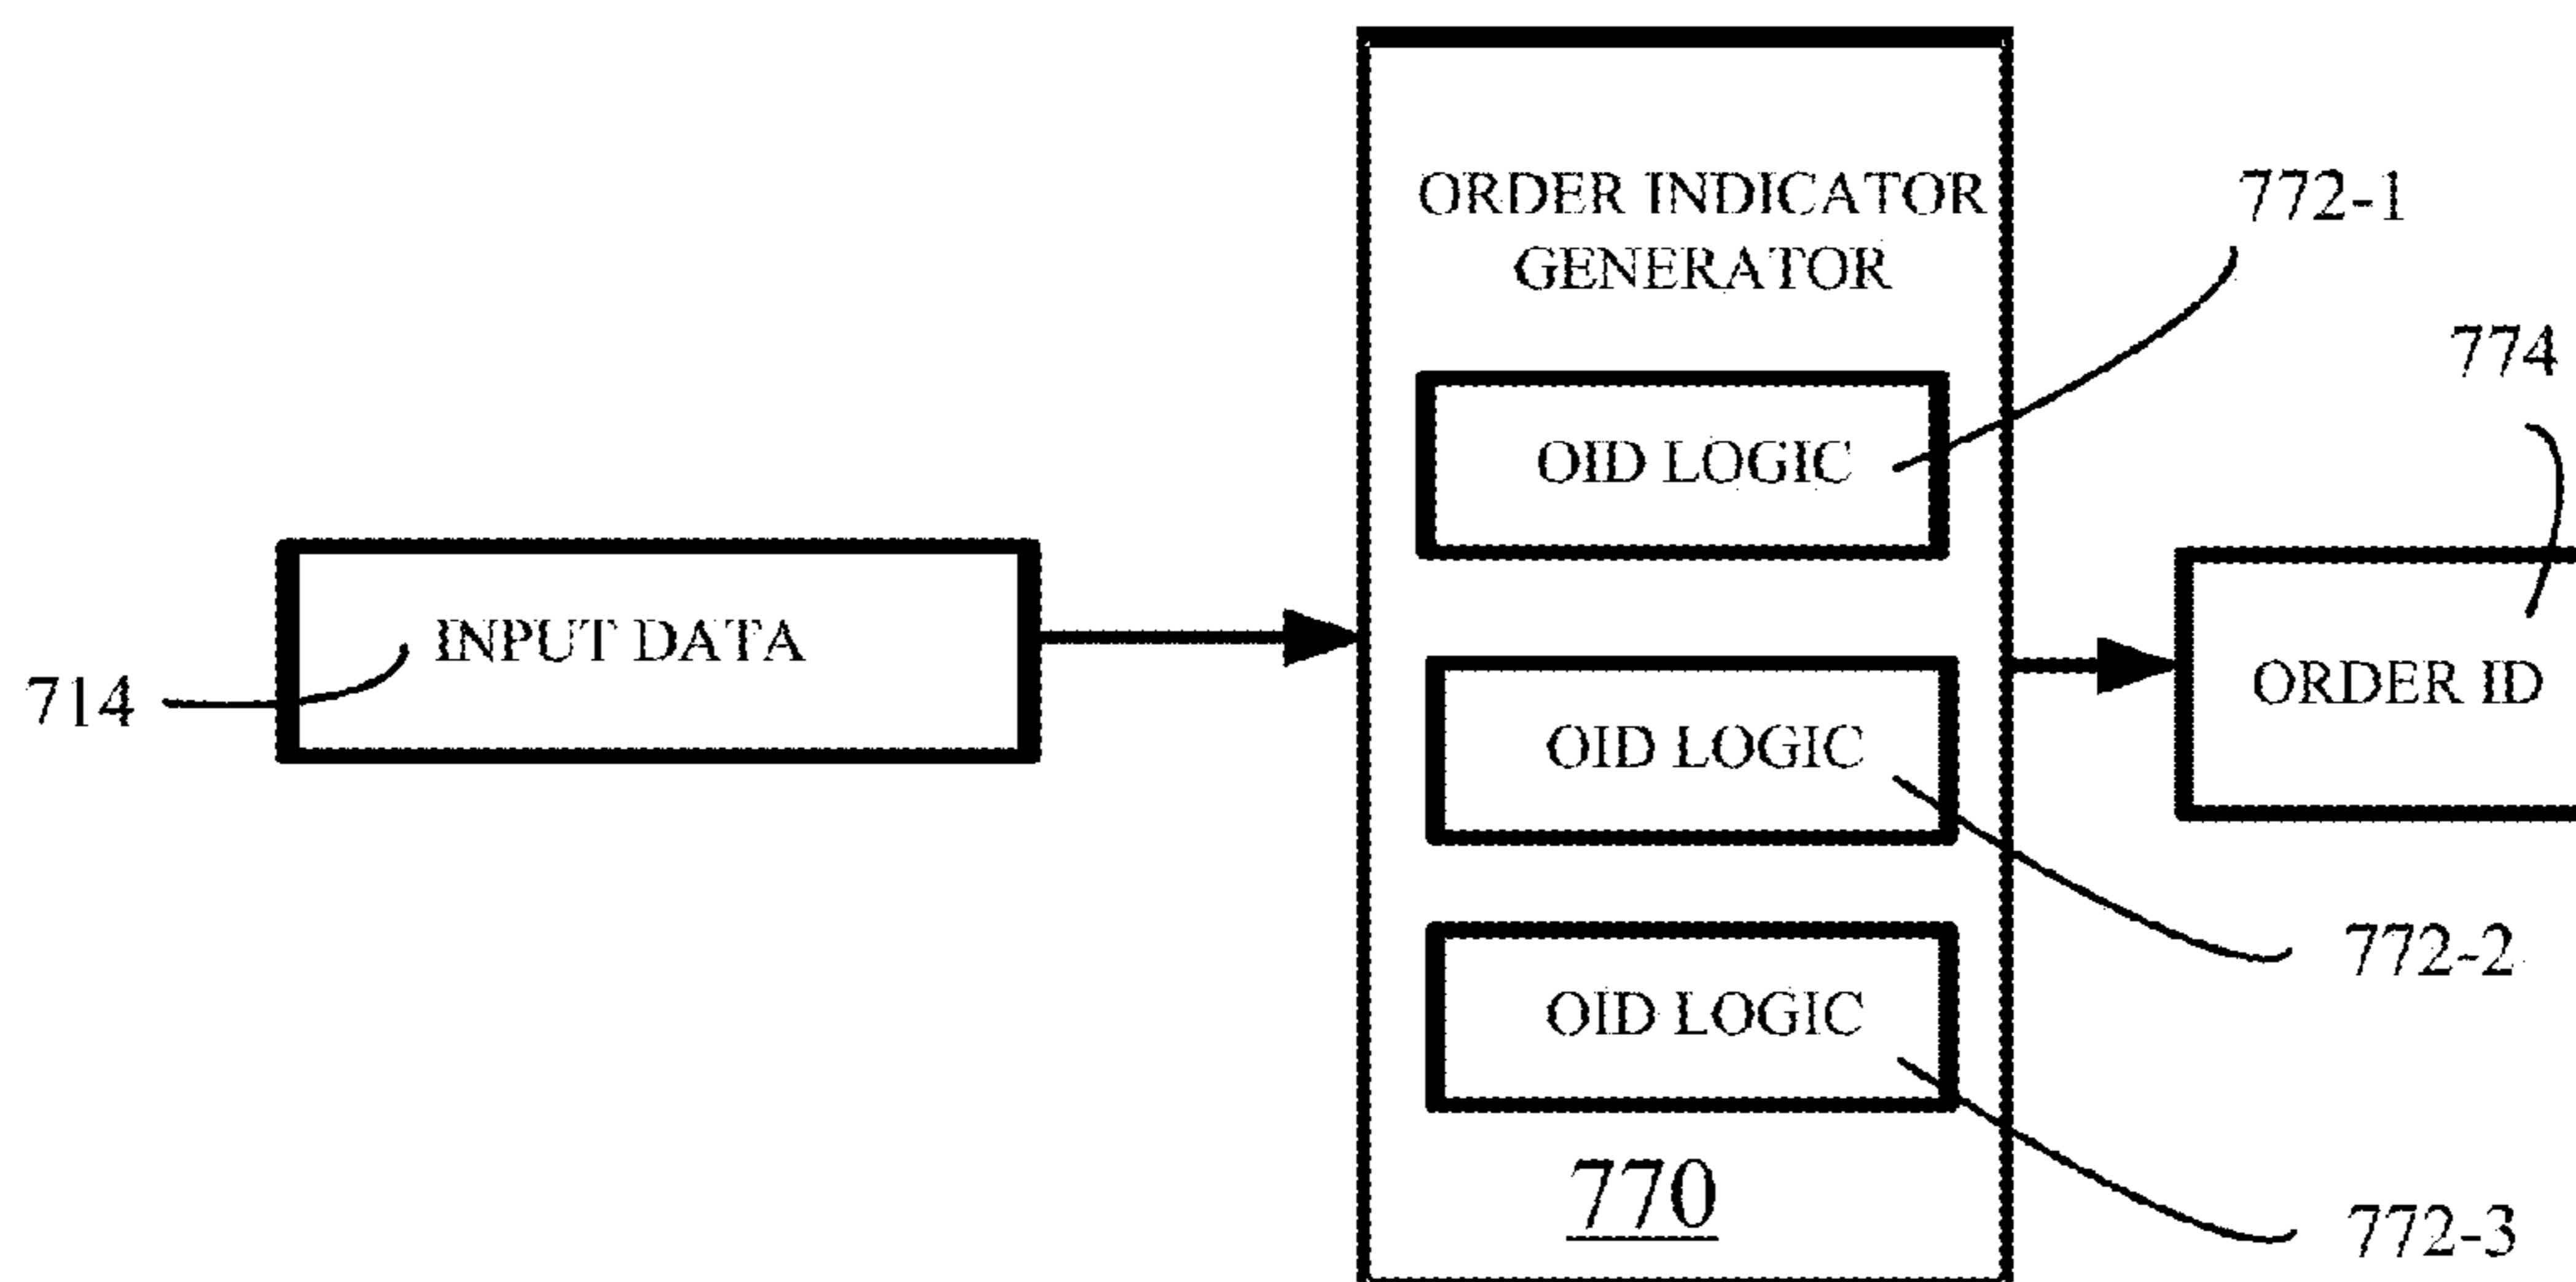 ORDER INDICATOR
GENERATOR
772-1
774
OID LOGIC
INPUT DATA
714
ORDER ID
OID LOGIC
772-2
OID LOGIC
770
772-3